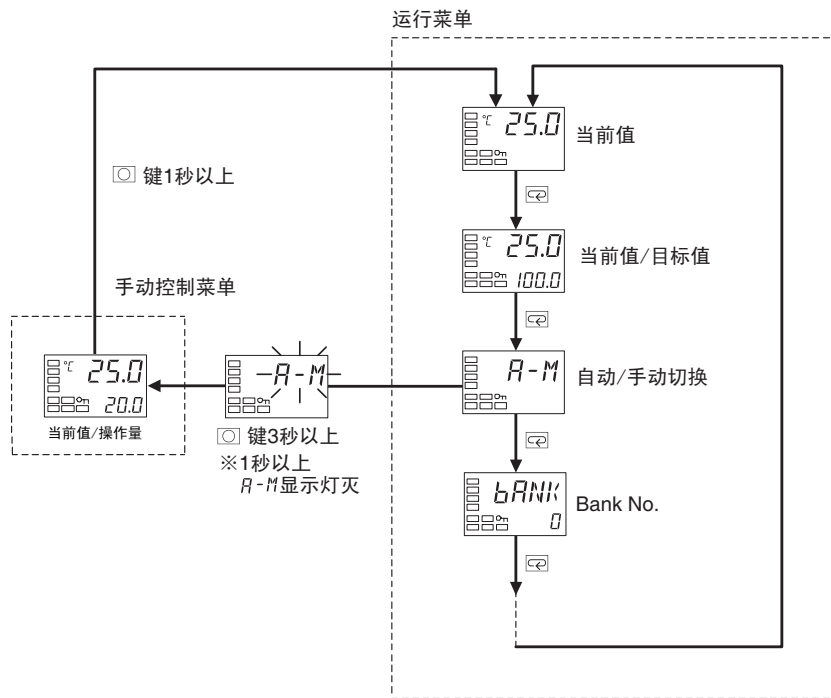 运行菜单
℃ 25.0
当前值
键1秒以上
℃ 25.0
100.0
当前值/目标值
手动控制菜单
℃ 25.0
20.0
当前值/操作量
A-M
A-M
自动/手动切换
键3秒以上
※1秒以上
A-M显示灯灭
bANK
0
Bank No.